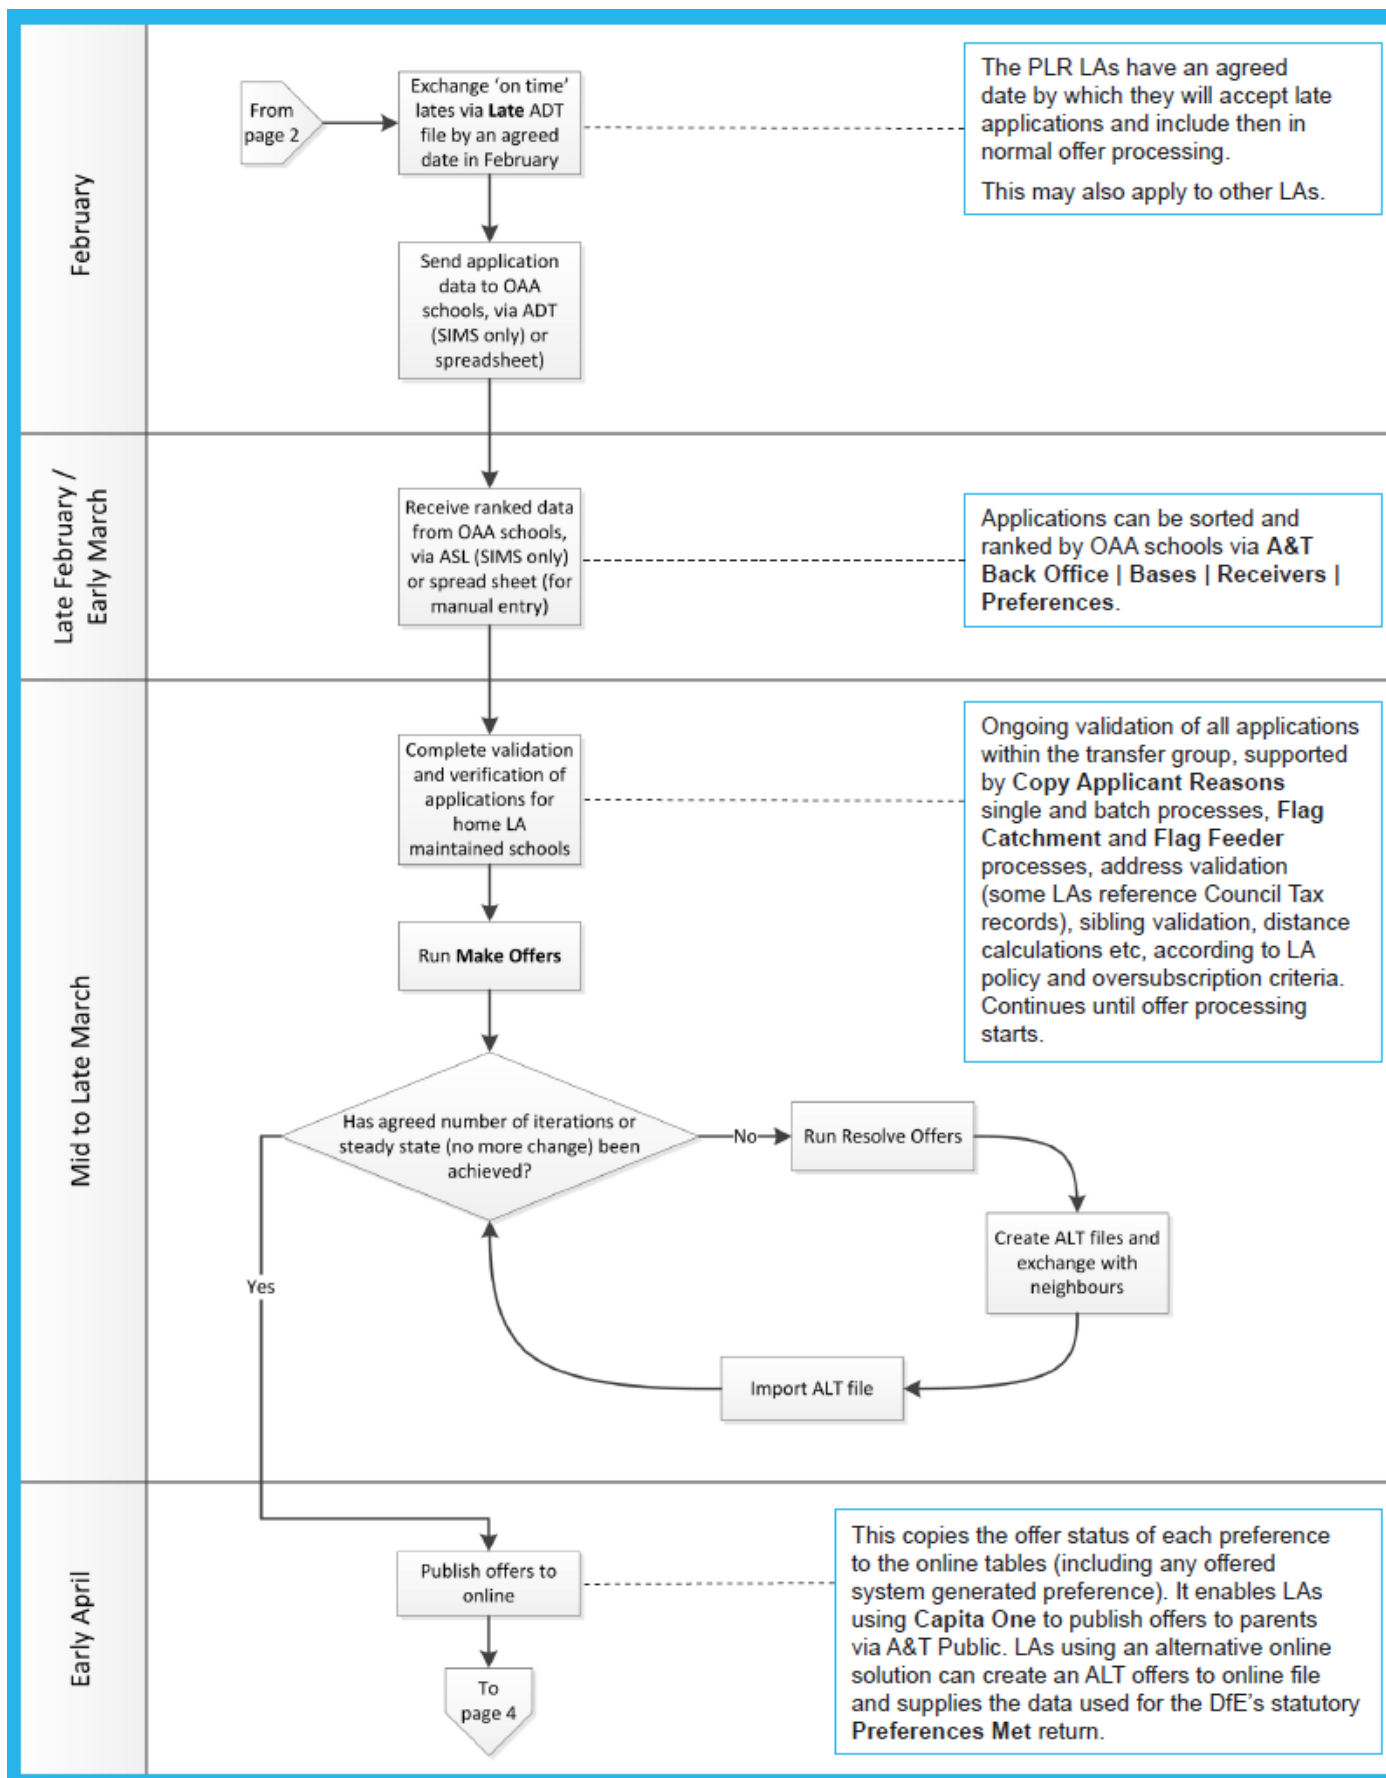 February
From
page 2
Exchange ‘on time’
lates via Late ADT
file by an agreed
date in February
The PLR LAs have an agreed
date by which they will accept late
applications and include then in
normal offer processing.
This may also apply to other LAs.
Send application
data to OAA
schools, via ADT
(SIMS only) or
spreadsheet)
Late February /
Early March
Receive ranked data
from OAA schools,
via ASL (SIMS only)
or spread sheet (for
manual entry)
Applications can be sorted and
ranked by OAA schools via A&T
Back Office | Bases | Receivers |
Preferences.
Mid to Late March
Complete validation
and verification of
applications for
home LA
maintained schools
Ongoing validation of all applications
within the transfer group, supported
by Copy Applicant Reasons
single and batch processes, Flag
Catchment and Flag Feeder
processes, address validation
(some LAs reference Council Tax
records), sibling validation, distance
calculations etc, according to LA
policy and oversubscription criteria.
Continues until offer processing
starts.
Run Make Offers
Has agreed number of iterations or
steady state (no more change) been
achieved?
No
Run Resolve Offers
Create ALT files and
exchange with
neighbours
Yes
Import ALT file
Early April
Publish offers to
online
This copies the offer status of each preference
to the online tables (including any offered
system generated preference). It enables LAs
using Capita One to publish offers to parents
via A&T Public. LAs using an alternative online
solution can create an ALT offers to online file
and supplies the data used for the DfE’s statutory
Preferences Met return.
To
page 4